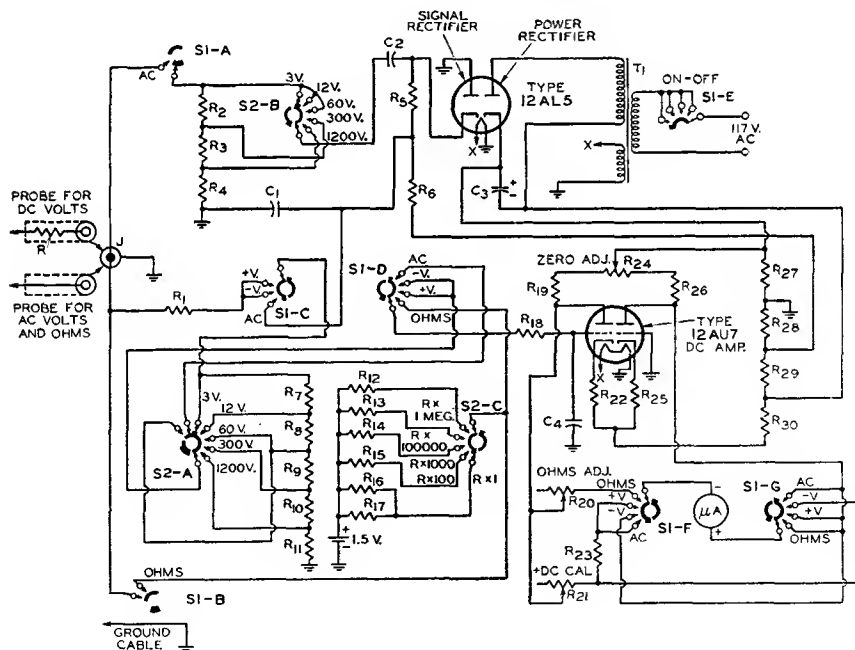 SIGNAL
RECTIFIER
POWER
RECTIFIER
S1-A
AC
C2
TYPE
12AL5
T1
ON-OFF
S1-E
117 V.
AC
3V.
12V.
60V.
300V.
1200V.
S2-B
R2
R3
R4
R5
R6
C1
C3
+
-
X
X
PROBE FOR
DC VOLTS
R
J
PROBE FOR
AC VOLTS
AND OHMS
R1
+V.
-V.
AC
S1-C
S1-D
AC
-V.
+V.
OHMS
ZERO ADJ.
R24
R19
R26
R27
R28
R29
R30
R18
TYPE
12AU7
DC AMP.
X
R22
R25
C4
3V.
12V.
60V.
300V.
1200V.
S2-A
R7
R8
R9
R10
R11
R12
R13
R14
R15
R16
R17
S2-C
R×
1 MEG.
R×
100000
R×1000
R×100
R×1
+
-
1.5 V.
OHMS ADJ.
R20
OHMS
+V
-V.
AC
S1-F
-
μA
+
S1-G
AC
-V
+V
OHMS
R23
+DC CAL
R21
OHMS
S1-B
GROUND
CABLE